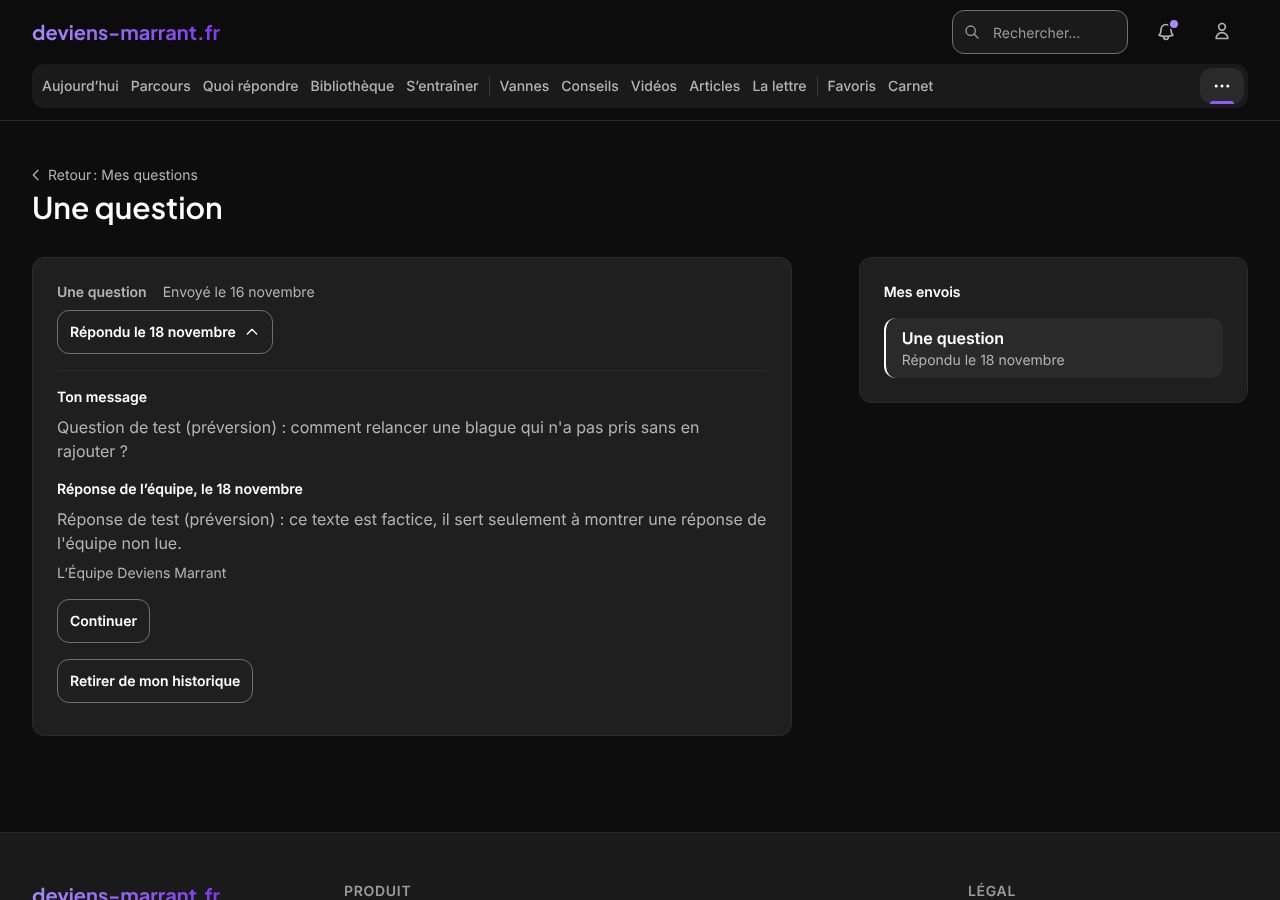 deviens-marrant.fr
Rechercher...
Aujourd’hui Parcours Quoi répondre Bibliothèque S’entraîner Vannes Conseils Vidéos Articles La lettre Favoris Carnet
Retour : Mes questions
Une question
Une question Envoyé le 16 novembre
Répondu le 18 novembre
Ton message
Question de test (préversion) : comment relancer une blague qui n'a pas pris sans en
rajouter ?
Réponse de l’équipe, le 18 novembre
Réponse de test (préversion) : ce texte est factice, il sert seulement à montrer une réponse de
l'équipe non lue.
L’Équipe Deviens Marrant
Continuer
Retirer de mon historique
Mes envois
Une question
Répondu le 18 novembre
deviens-marrant.fr
PRODUIT
LÉGAL